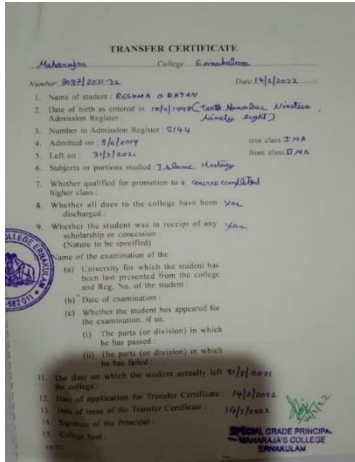 TRANSFER CERTIFICATE
Maharajas College Ernakulam
Number 3087/2021-22 Date 14/2/2022
1. Name of student : RESHMA O RAJAN
2. Date of birth as entered in 10/11/1998 (Tenth November Nineteen
Admission Register : Ninety eight)
3. Number in Admission Register : 5144
4. Admitted on : 3/6/2019 into class I MA
5. Left on : 31/3/2021 from class II MA
6. Subjects or portions studied : Islamic History
7. Whether qualified for promotion to a course completed
higher class :
8. Whether all dues to the college have been Yes
discharged :
9. Whether the student was in receipt of any Yes
scholarship or concession :
(Nature to be specified)
Name of the examination of the
(a) University for which the student has
been last presented from the college
and Reg. No. of the student :
(b) Date of examination :
(c) Whether the student has appeared for
the examination, if so,
(i) The parts (or division) in which
he has passed :
(ii) The parts (or division) in which
he has failed :
11. The date on which the student actually left 31/3/2021
the college :
12. Date of application for Transfer Certificate : 14/2/2022
13. Date of issue of the Transfer Certificate : 14/2/2022
14. Signature of the Principal :
15. College Seal :
SPECIAL GRADE PRINCIPAL
MAHARAJA'S COLLEGE
ERNAKULAM
COLLEGE ERNAKULAM
682 011